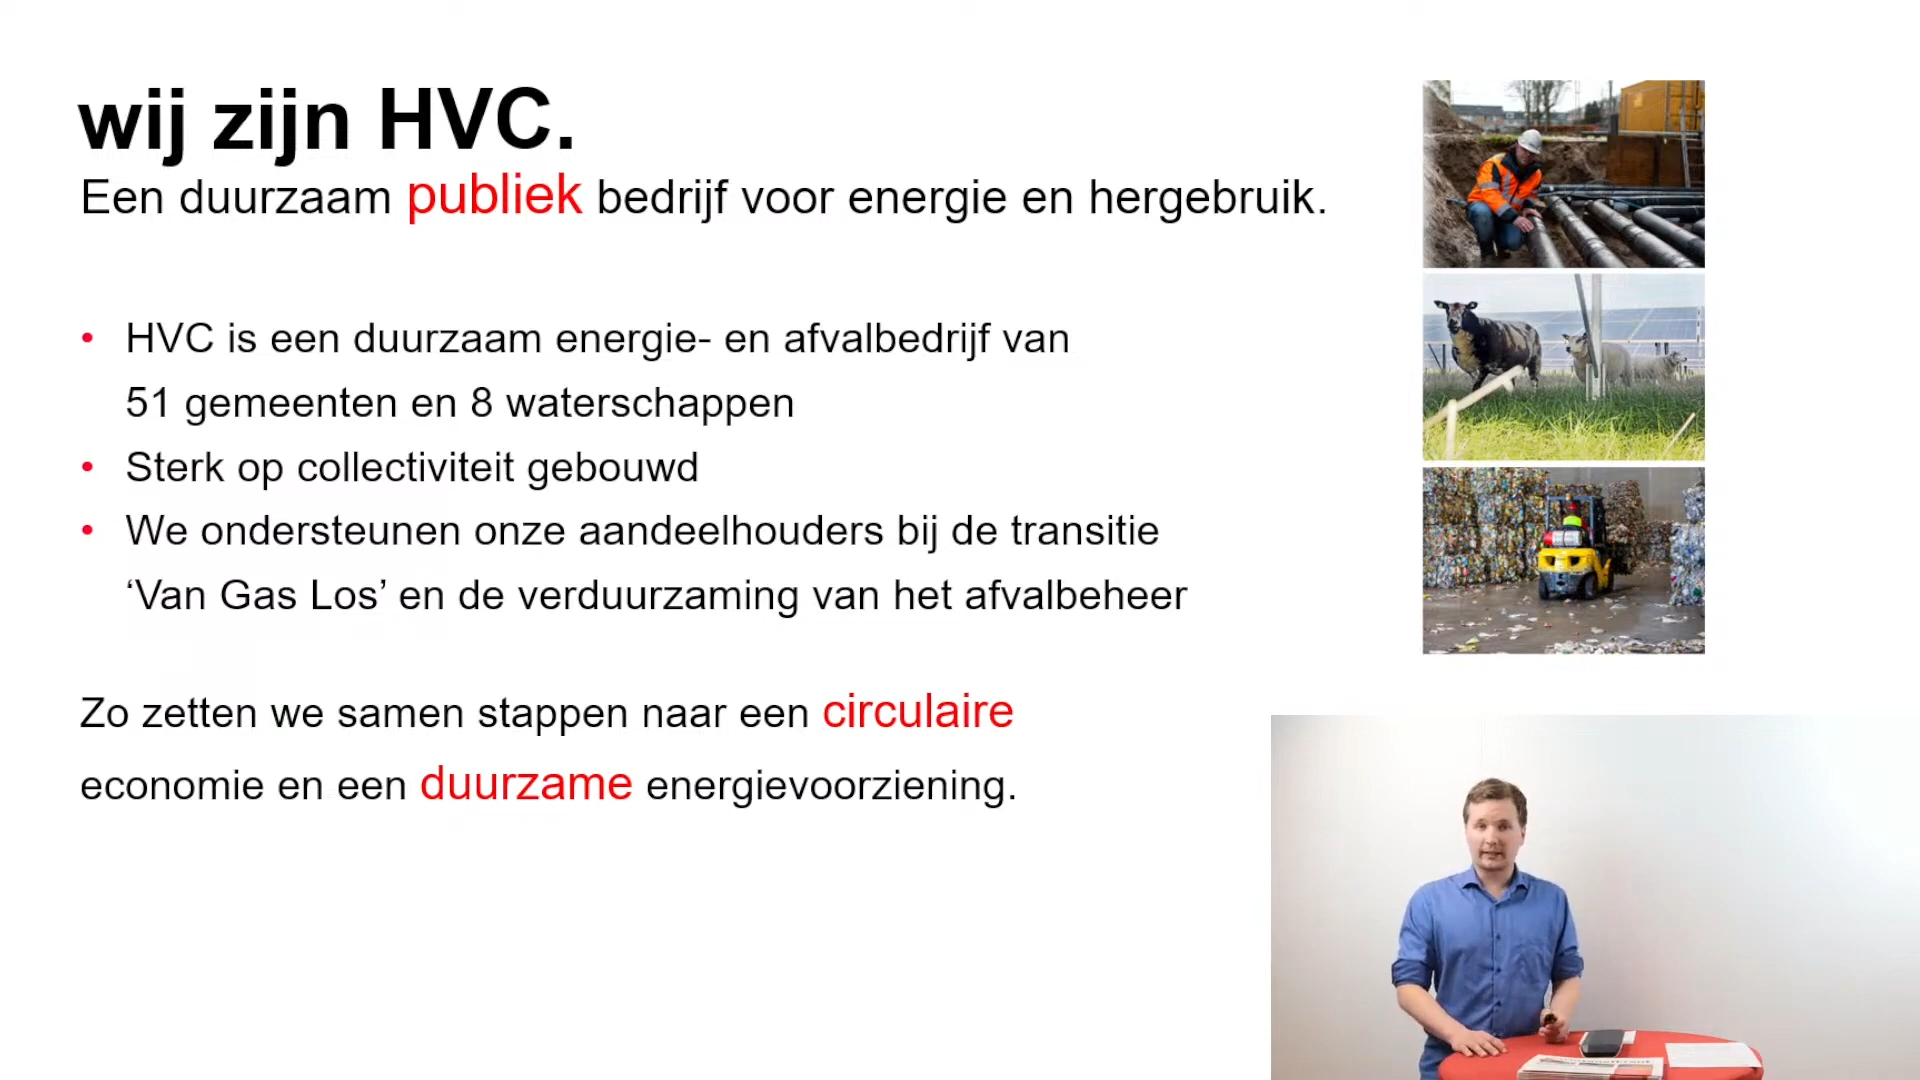 wij zijn HVC.
Een duurzaam publiek bedrijf voor energie en hergebruik.
• HVC is een duurzaam energie- en afvalbedrijf van
51 gemeenten en 8 waterschappen
• Sterk op collectiviteit gebouwd
• We ondersteunen onze aandeelhouders bij de transitie
‘Van Gas Los’ en de verduurzaming van het afvalbeheer
Zo zetten we samen stappen naar een circulaire
economie en een duurzame energievoorziening.